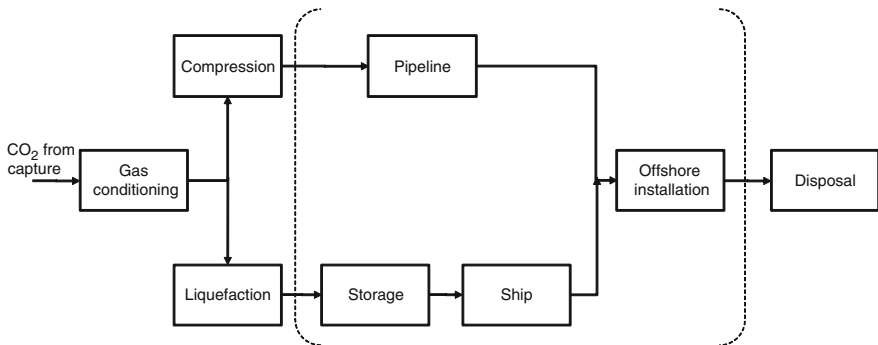 Compression
Pipeline
CO₂ from
capture
Gas
conditioning
Offshore
installation
Disposal
Liquefaction
Storage
Ship